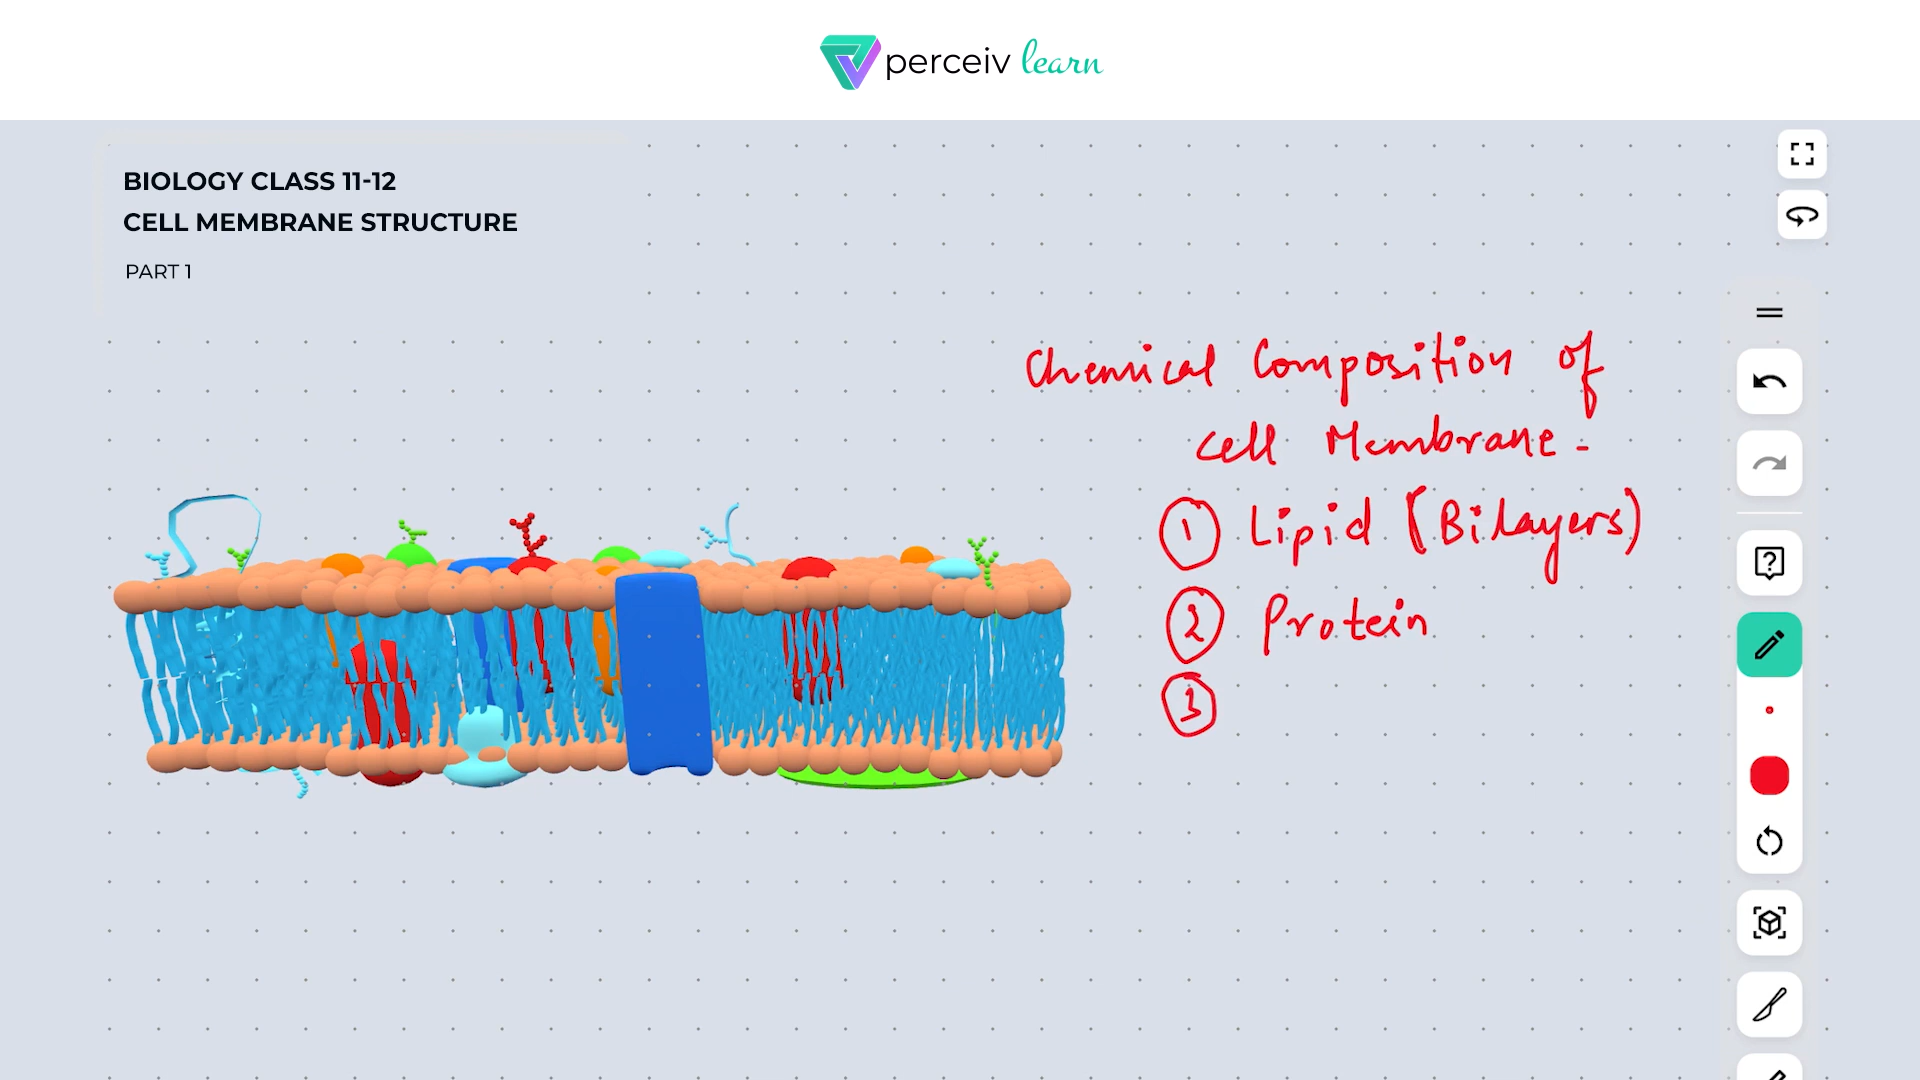 perceiv learn
BIOLOGY CLASS 11-12
CELL MEMBRANE STRUCTURE
PART 1
Chemical Composition of
Cell Membrane -
① Lipid (Bilayers)
② Protein
③